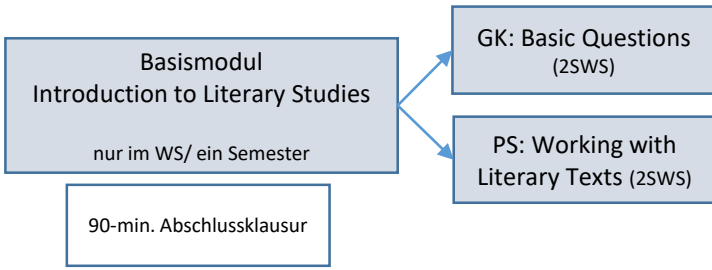 Basismodul
Introduction to Literary Studies
nur im WS/ ein Semester
90-min. Abschlussklausur
GK: Basic Questions
(2SWS)
PS: Working with
Literary Texts (2SWS)